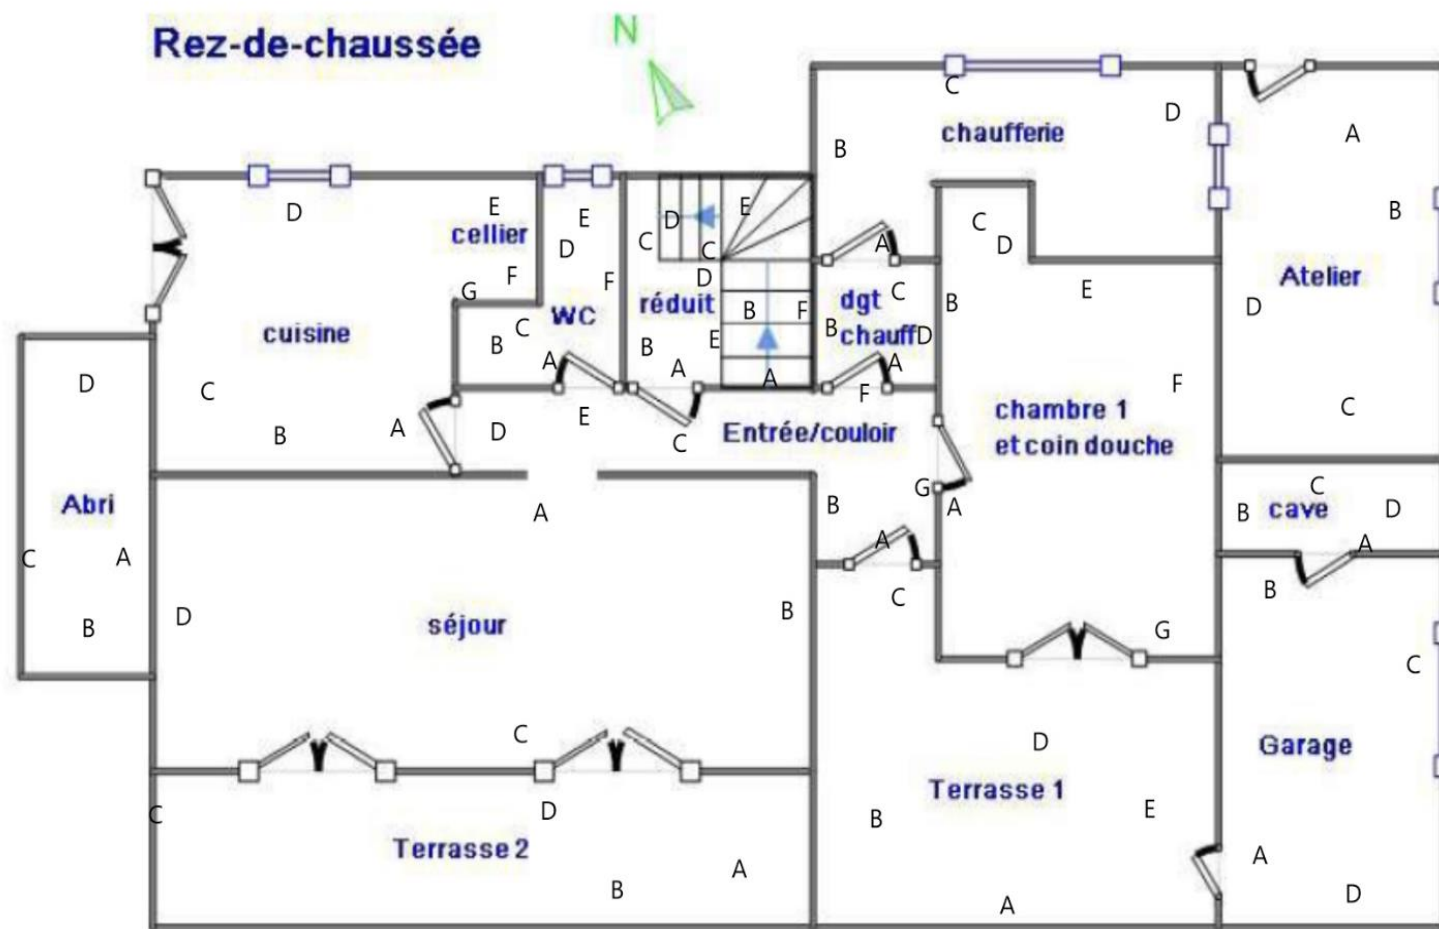 Rez-de-chaussée
N
C
D
chaufferie
A
B
D
E
E
D
E
B
cellier
D
C
C
D
A
C
D
Atelier
F
F
D
E
G
réduit
B
F
dgt
C
B
D
cuisine
C
WC
B
chauff
D
B
B
E
D
A
A
A
A
C
F
F
chambre 1
C
et coin douche
A
B
D
E
C
Entrée/couloir
G
C
Abri
A
B
A
B
cave
D
C
A
A
A
B
C
B
D
séjour
B
G
C
C
D
Garage
Terrasse 1
C
D
B
E
Terrasse 2
A
A
B
A
D